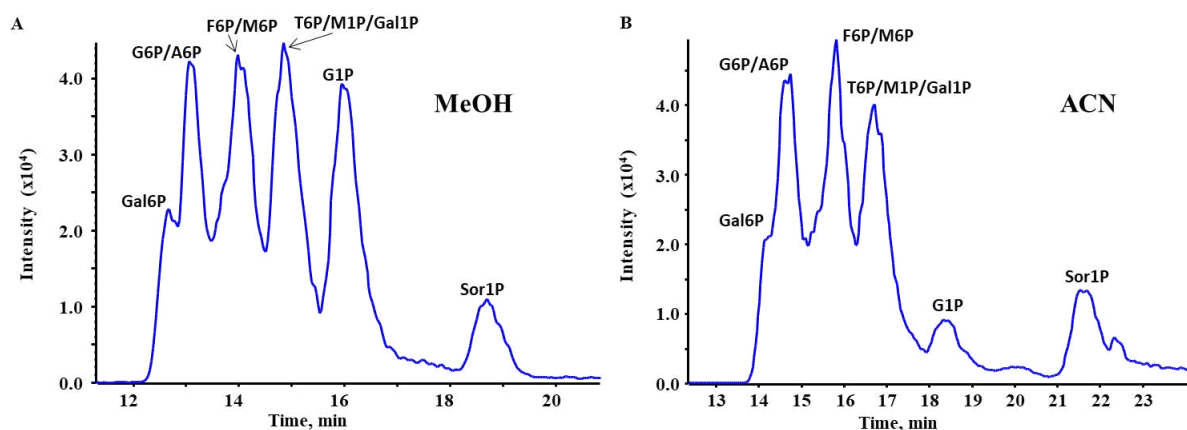 A
F6P/M6P
T6P/M1P/Gal1P
G6P/A6P
G1P
MeOH
Gal6P
Sor1P
Intensity (x10⁴)
4.0
3.0
2.0
1.0
0.0
12 14 16 18 20
Time, min
B
F6P/M6P
G6P/A6P
T6P/M1P/Gal1P
ACN
Gal6P
G1P
Sor1P
Intensity (x10⁴)
4.0
3.0
2.0
1.0
0.0
13 14 15 16 17 18 19 20 21 22 23
Time, min